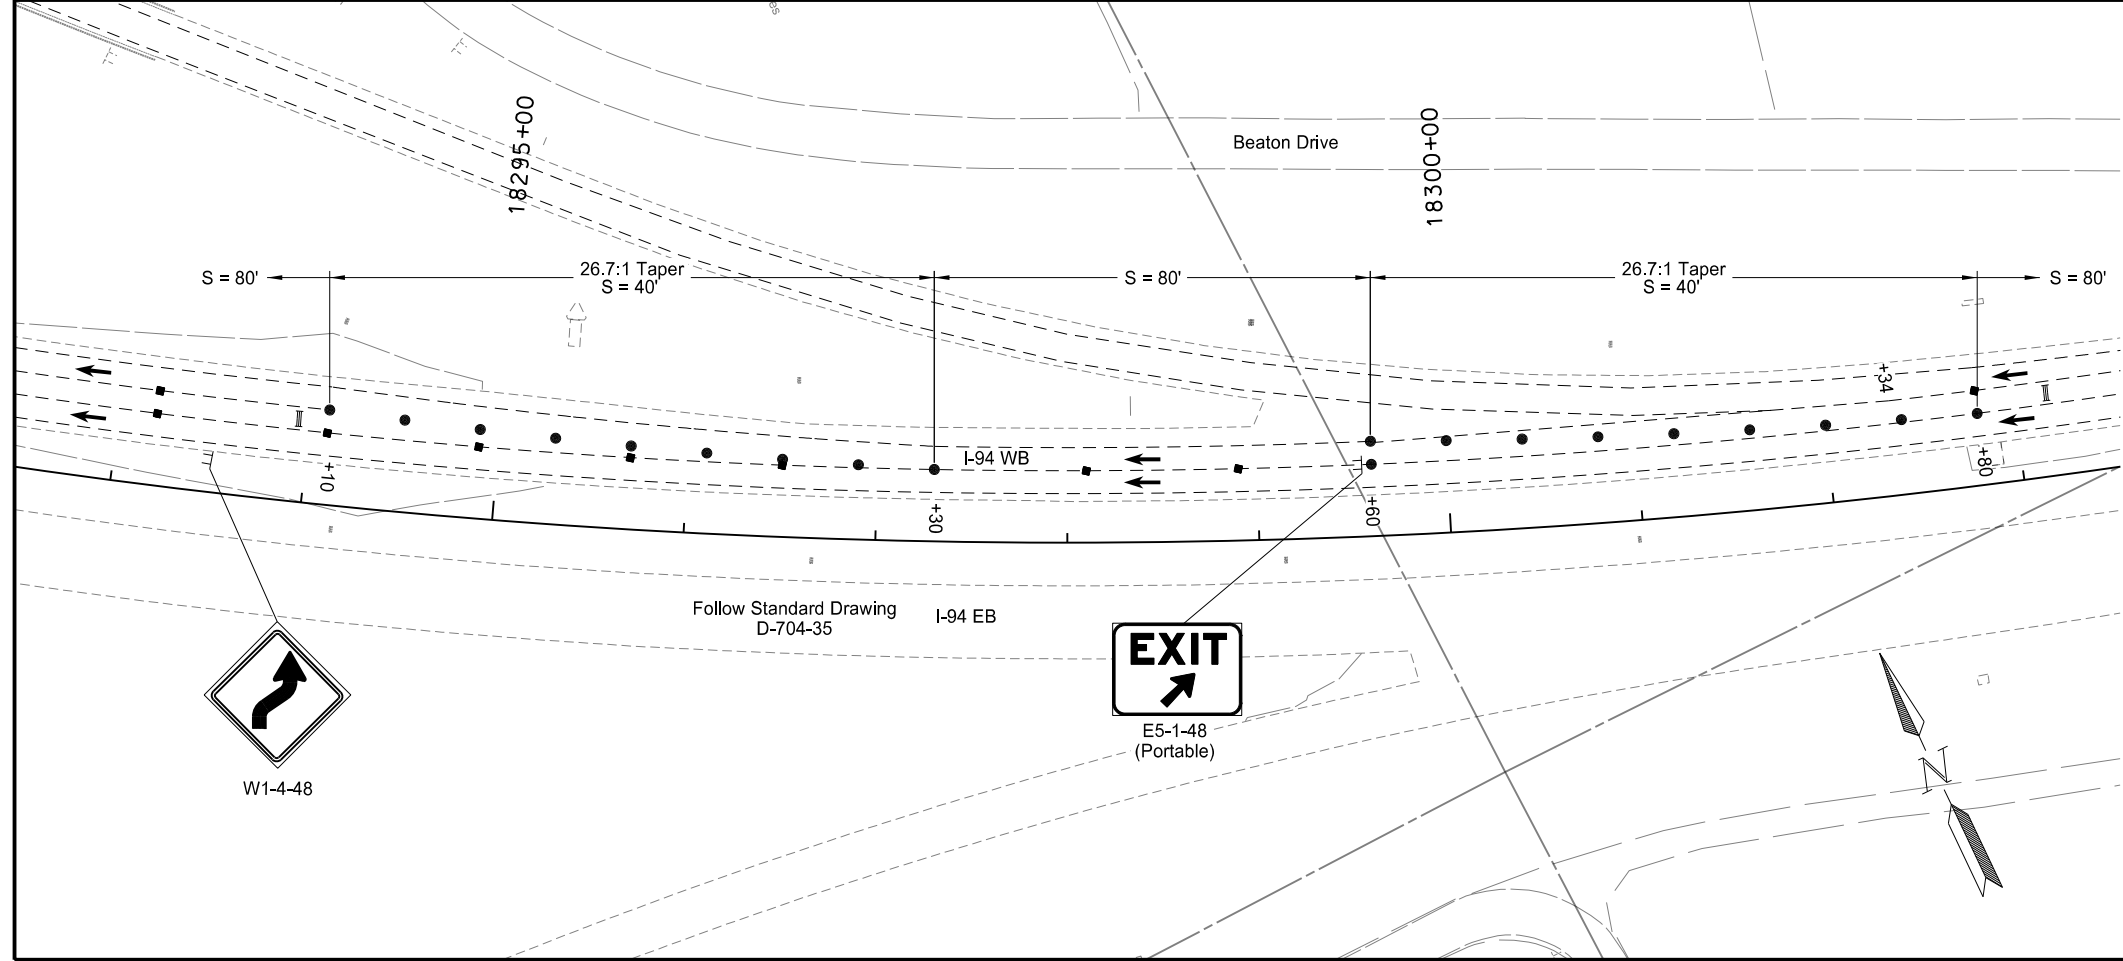 es
18295+00
18300+00
Beaton Drive
S = 80'
26.7:1 Taper
S = 40'
S = 80'
26.7:1 Taper
S = 40'
S = 80'
+34
I-94 WB
+10
+30
+60
+80
Follow Standard Drawing
D-704-35
I-94 EB
EXIT
E5-1-48
(Portable)
W1-4-48
N